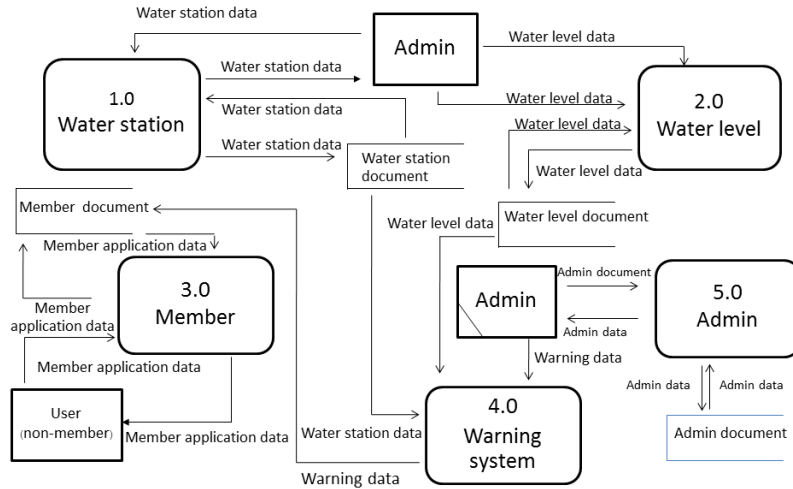 Water station data
Admin
Water level data
Water station data
1.0
Water station
Water station data
Water level data
2.0
Water level
Water level data
Water station data
Water station
document
Water level data
Member document
Water level data
Water level document
Member application data
3.0
Member
Admin
Admin document
5.0
Admin
Member
application data
Admin data
Member application data
Warning data
User
(non-member)
Member application data
4.0
Warning
system
Admin data
Admin data
Water station data
Admin document
Warning data